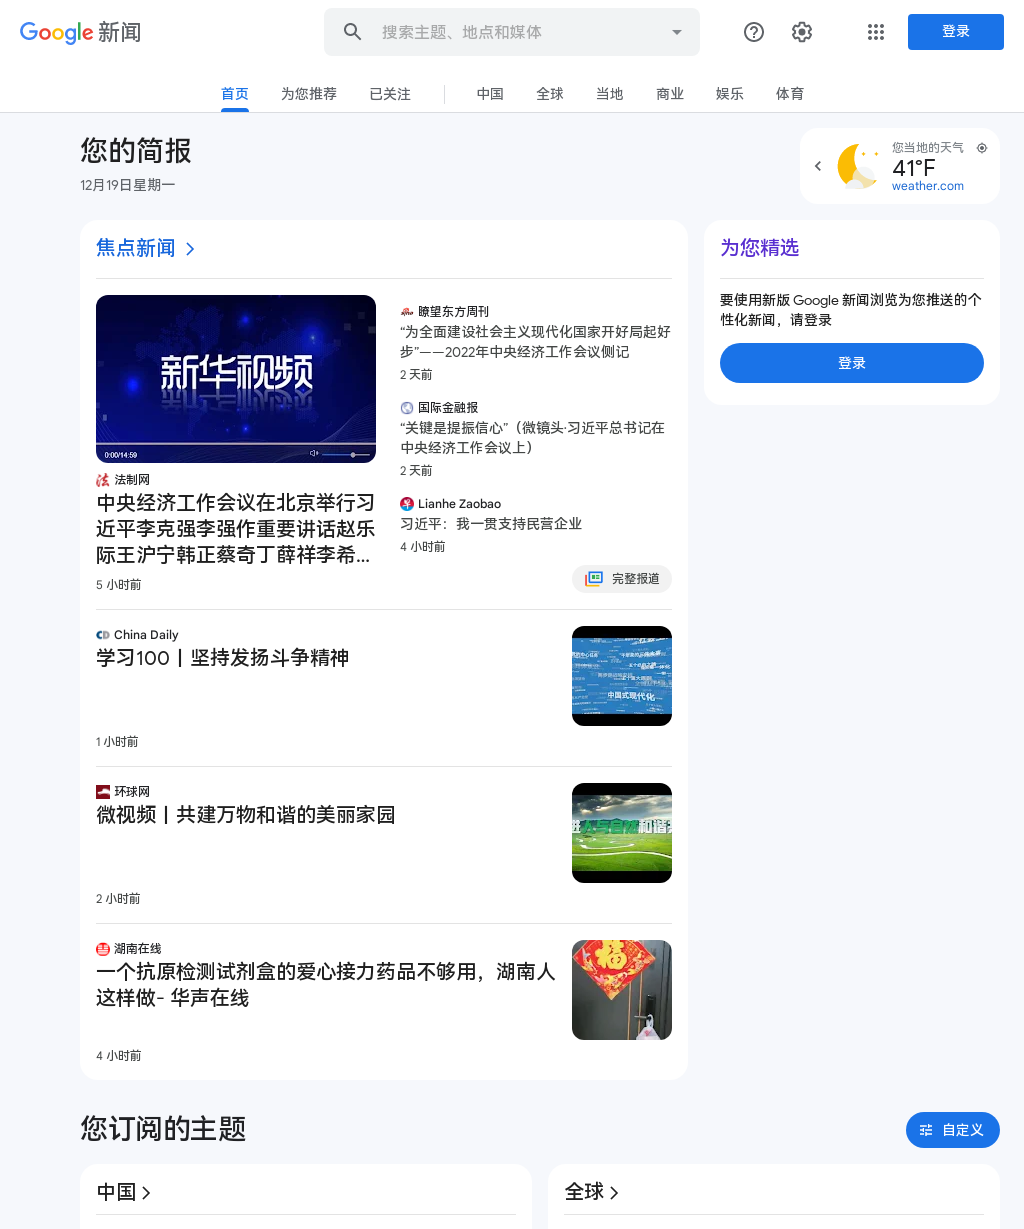 Google 新闻
搜索主题、地点和媒体
登录
首页
为您推荐
已关注
中国
全球
当地
商业
娱乐
体育
您的简报
12月19日星期一
您当地的天气
41°F
weather.com
焦点新闻
新华视频
0:00/14:59
法制网
中央经济工作会议在北京举行习
近平李克强李强作重要讲话赵乐
际王沪宁韩正蔡奇丁薛祥李希...
5 小时前
瞭望东方周刊
“为全面建设社会主义现代化国家开好局起好
步”——2022年中央经济工作会议侧记
2 天前
国际金融报
“关键是提振信心”（微镜头·习近平总书记在
中央经济工作会议上）
2 天前
Lianhe Zaobao
习近平：我一贯支持民营企业
4 小时前
完整报道
China Daily
学习100丨坚持发扬斗争精神
中国式现代化
1 小时前
环球网
微视频丨共建万物和谐的美丽家园
人与自然和谐
2 小时前
湖南在线
一个抗原检测试剂盒的爱心接力药品不够用，湖南人
这样做- 华声在线
福
4 小时前
为您精选
要使用新版 Google 新闻浏览为您推送的个
性化新闻，请登录
登录
您订阅的主题
自定义
中国
全球